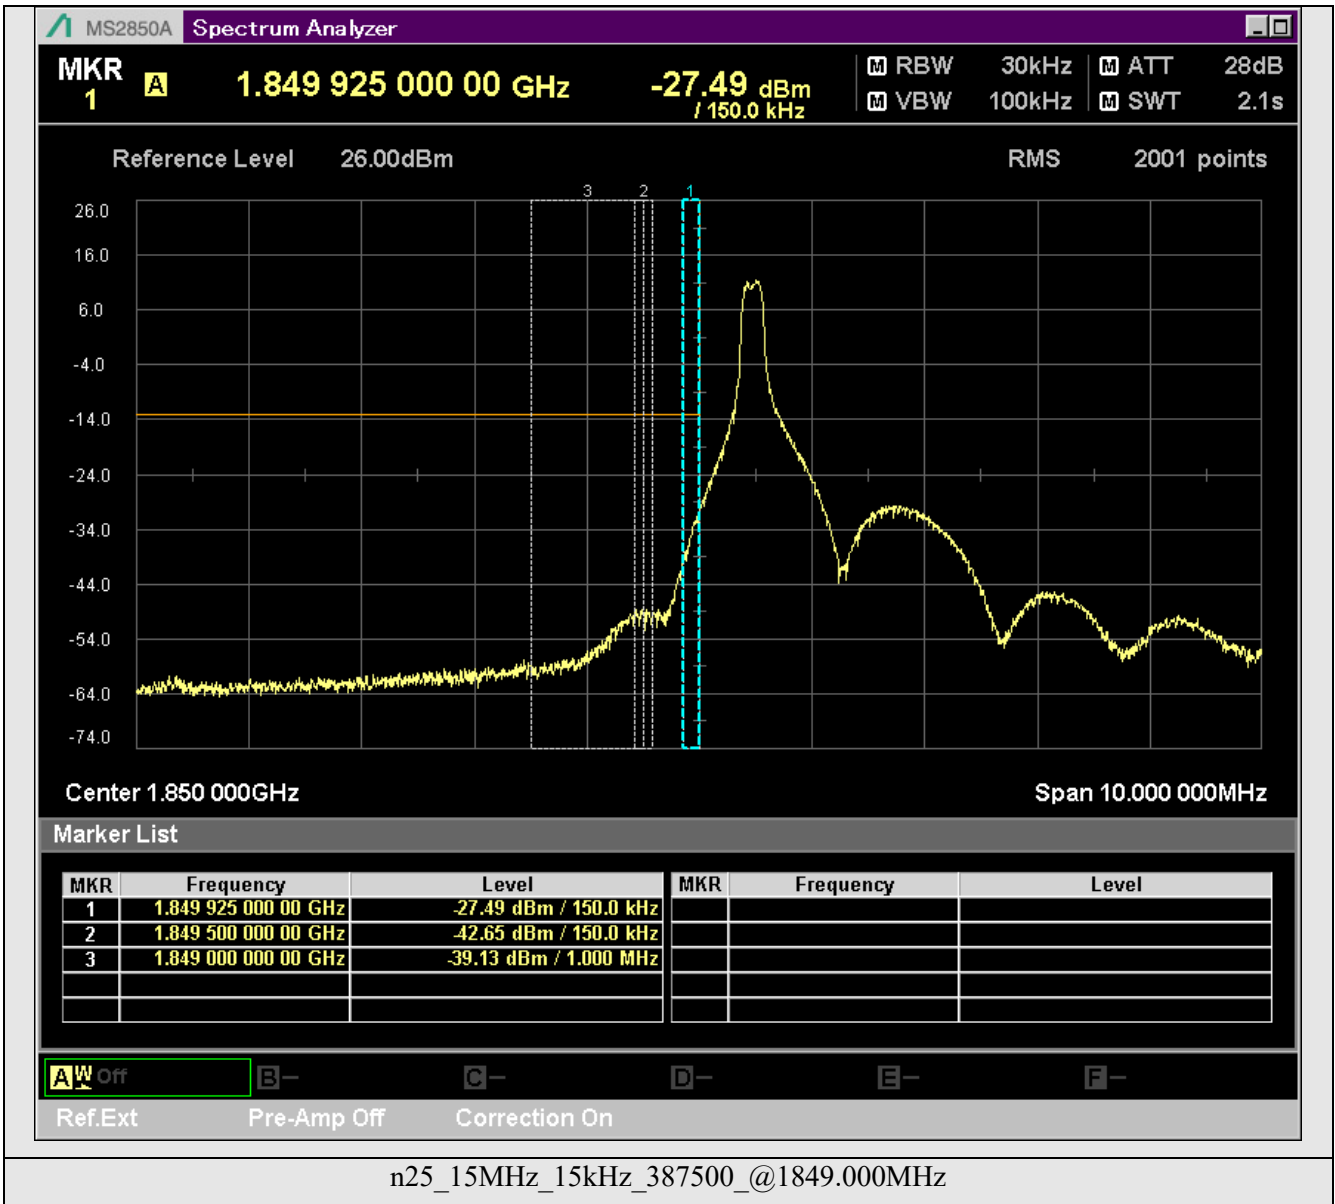 MS2850A Spectrum Analyzer
MKR 1 A 1.849 925 000 00 GHz -27.49 dBm / 150.0 kHz
M RBW 30kHz M ATT 28dB
M VBW 100kHz M SWT 2.1s
Reference Level 26.00dBm RMS 2001 points
3 2 1
26.0
16.0
6.0
-4.0
-14.0
-24.0
-34.0
-44.0
-54.0
-64.0
-74.0
Center 1.850 000GHz Span 10.000 000MHz
Marker List
MKR Frequency Level MKR Frequency Level
1 1.849 925 000 00 GHz -27.49 dBm / 150.0 kHz
2 1.849 500 000 00 GHz -42.65 dBm / 150.0 kHz
3 1.849 000 000 00 GHz -39.13 dBm / 1.000 MHz
A W Off B- C- D- E- F-
Ref.Ext Pre-Amp Off Correction On
n25_15MHz_15kHz_387500_@1849.000MHz